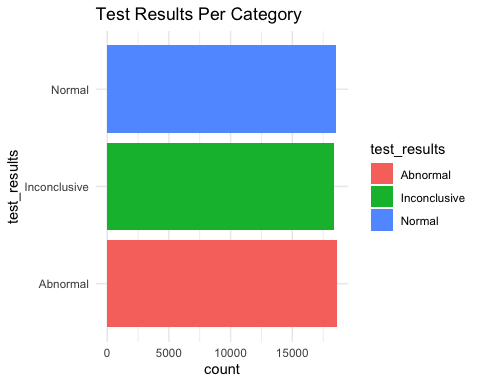 Test Results Per Category
Normal
Inconclusive
Abnormal
test_results
0 5000 10000 15000
count
test_results
Abnormal
Inconclusive
Normal